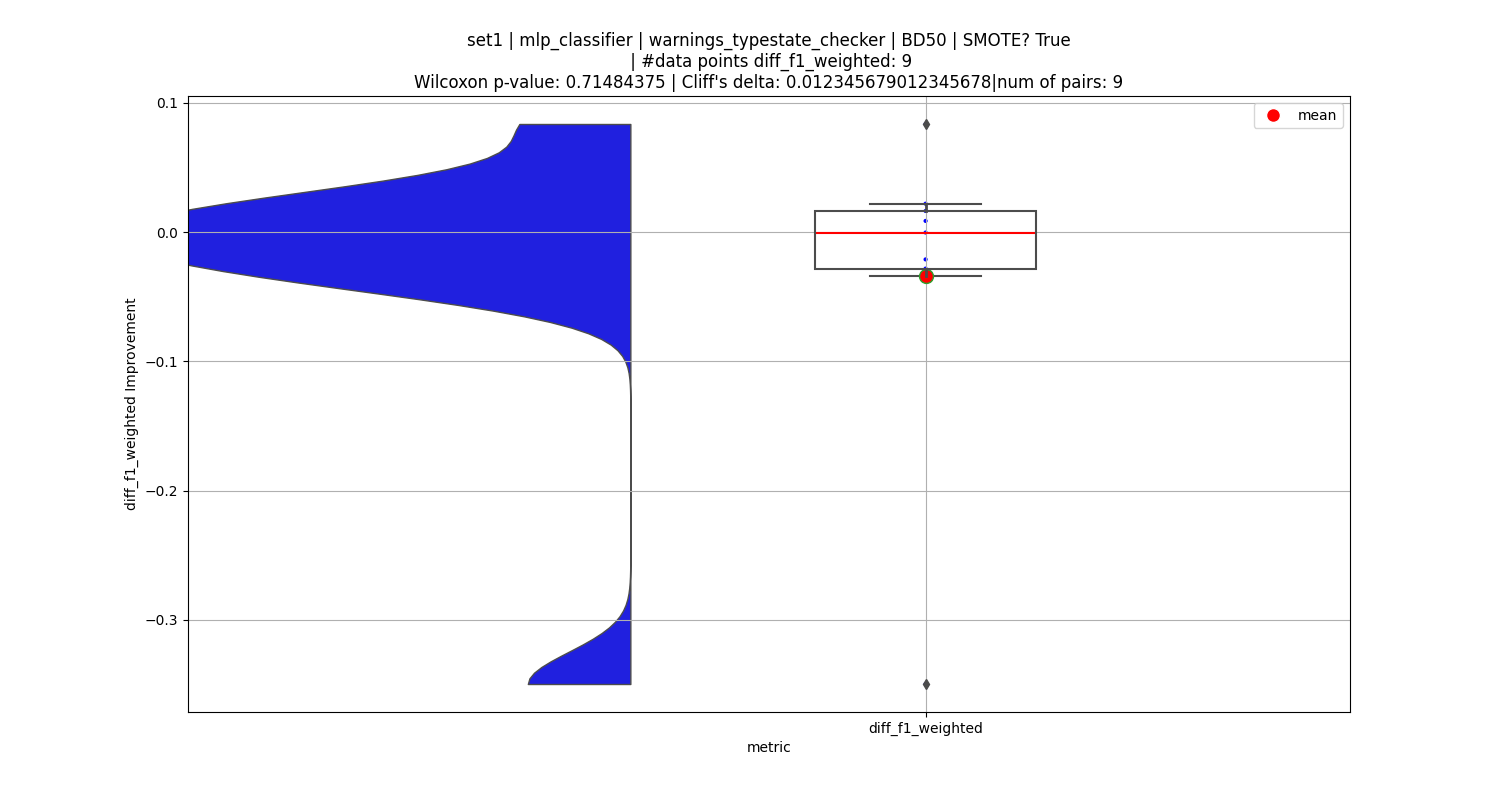 set1 | mlp_classifier | warnings_typestate_checker | BD50 | SMOTE? True
| #data points diff_f1_weighted: 9
Wilcoxon p-value: 0.71484375 | Cliff's delta: 0.012345679012345678|num of pairs: 9
mean
0.1
0.0
−0.1
−0.2
−0.3
diff_f1_weighted Improvement
diff_f1_weighted
metric